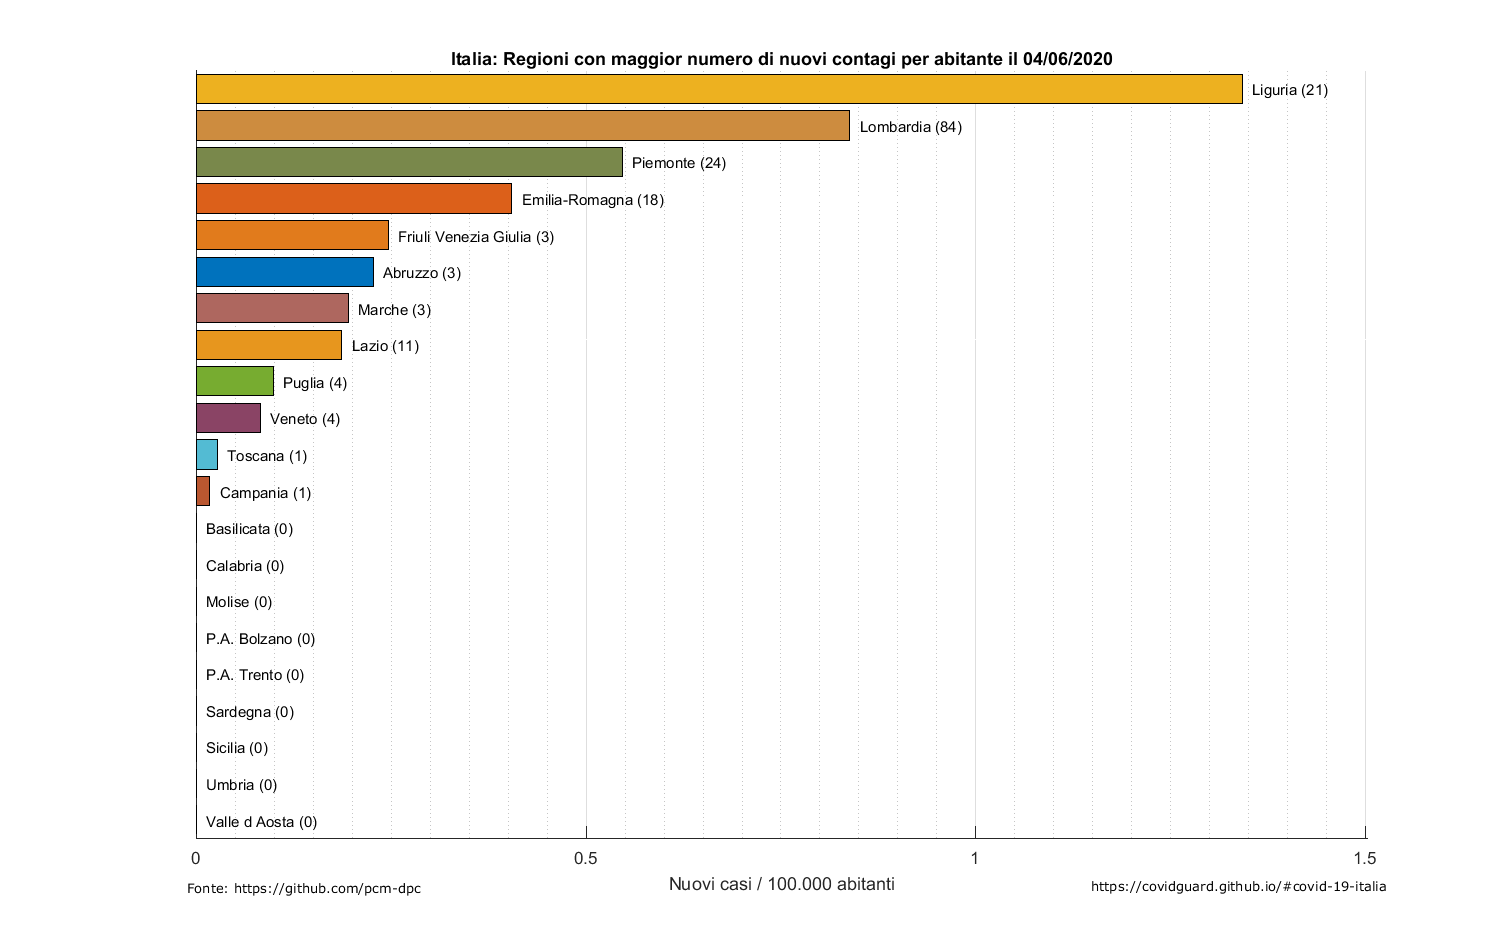 Italia: Regioni con maggior numero di nuovi contagi per abitante il 04/06/2020
Liguria (21)
Lombardia (84)
Piemonte (24)
Emilia-Romagna (18)
Friuli Venezia Giulia (3)
Abruzzo (3)
Marche (3)
Lazio (11)
Puglia (4)
Veneto (4)
Toscana (1)
Campania (1)
Basilicata (0)
Calabria (0)
Molise (0)
P.A. Bolzano (0)
P.A. Trento (0)
Sardegna (0)
Sicilia (0)
Umbria (0)
Valle d Aosta (0)
0 0.5 1 1.5
Nuovi casi / 100.000 abitanti
Fonte: https://github.com/pcm-dpc
https://covidguard.github.io/#covid-19-italia